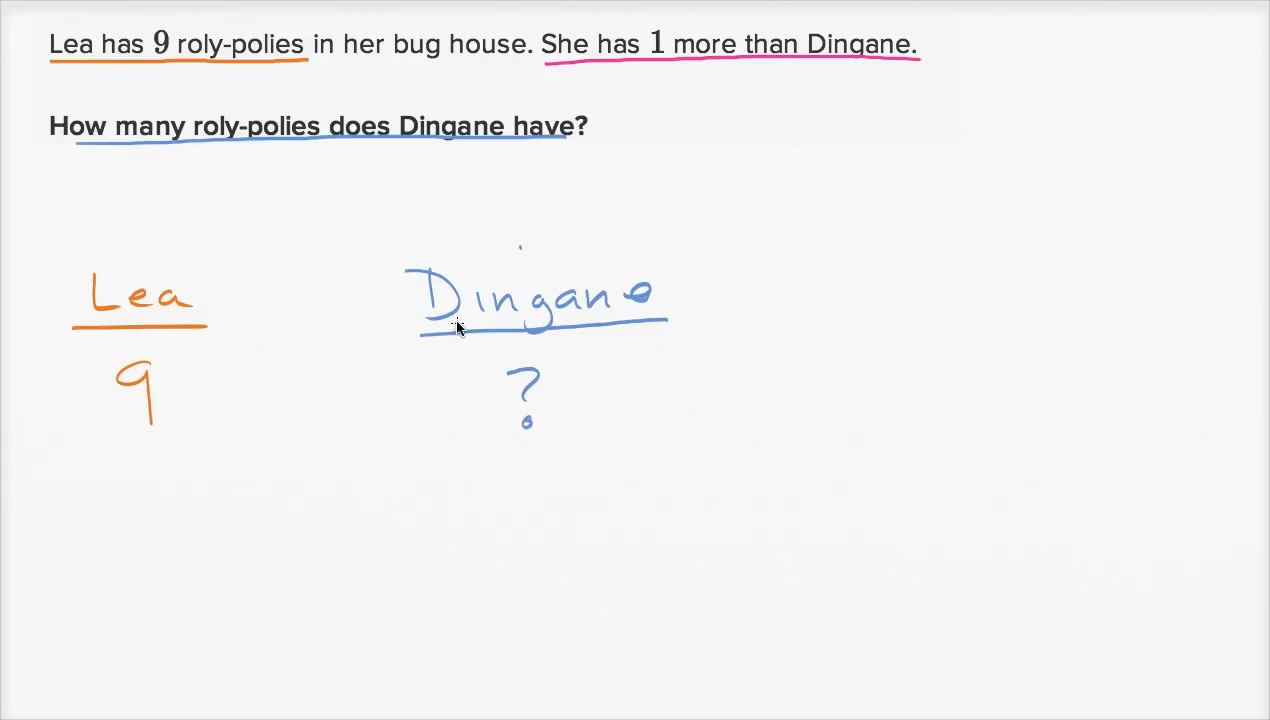 Lea has 9 roly-polies in her bug house. She has 1 more than Dingane.
How many roly-polies does Dingane have?
Lea Dingane
9 ?